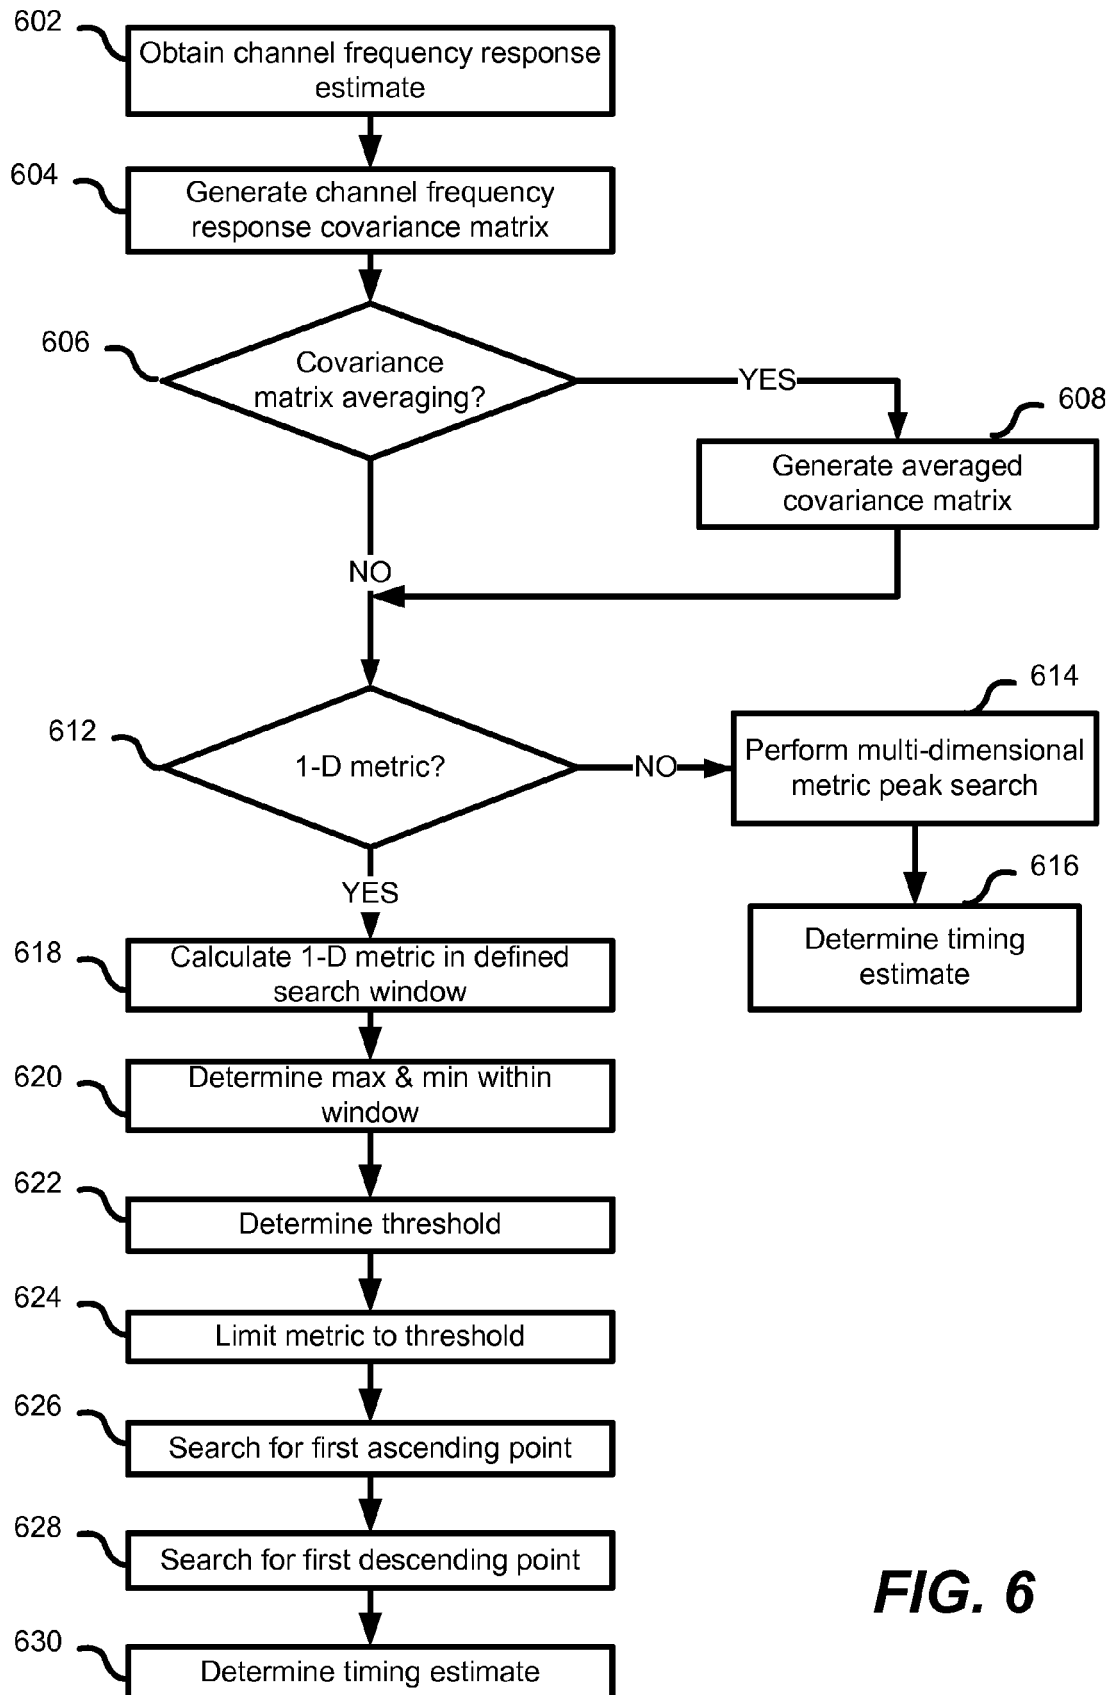 602
Obtain channel frequency response
estimate
604
Generate channel frequency
response covariance matrix
606
Covariance
matrix averaging?
YES
608
Generate averaged
covariance matrix
NO
612
1-D metric?
NO
614
Perform multi-dimensional
metric peak search
616
Determine timing
estimate
YES
618
Calculate 1-D metric in defined
search window
620
Determine max & min within
window
622
Determine threshold
624
Limit metric to threshold
626
Search for first ascending point
628
Search for first descending point
630
Determine timing estimate
FIG. 6